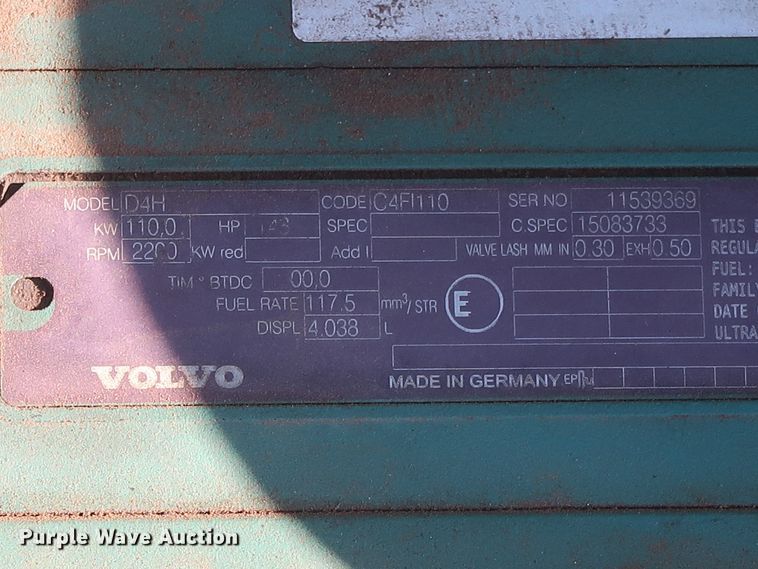 MODEL D4H CODE C4FI110 SER NO 11539369
KW 110,0 HP 148 SPEC C.SPEC 15083733 THIS
RPM 2200 KW red Add I VALVE LASH MM IN 0.30 EXH 0.50 REGULA
TIM ° BTDC 00,0 FUEL:
FUEL RATE 117.5 mm³/STR E FAMILY
DISPL 4.038 L DATE
ULTRA
VOLVO MADE IN GERMANY
Purple Wave Auction